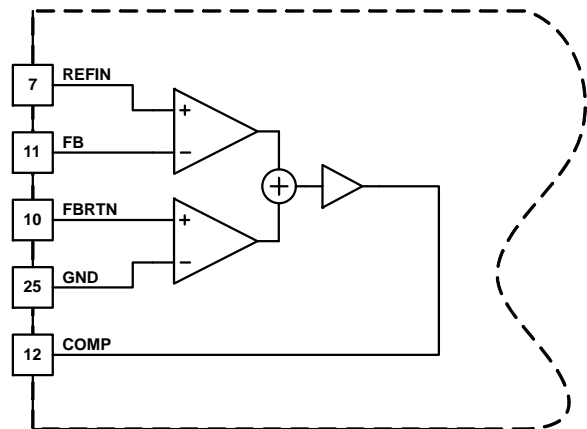 7 REFIN
+
11 FB
−
10 FBRTN
+
+
25 GND
−
12 COMP